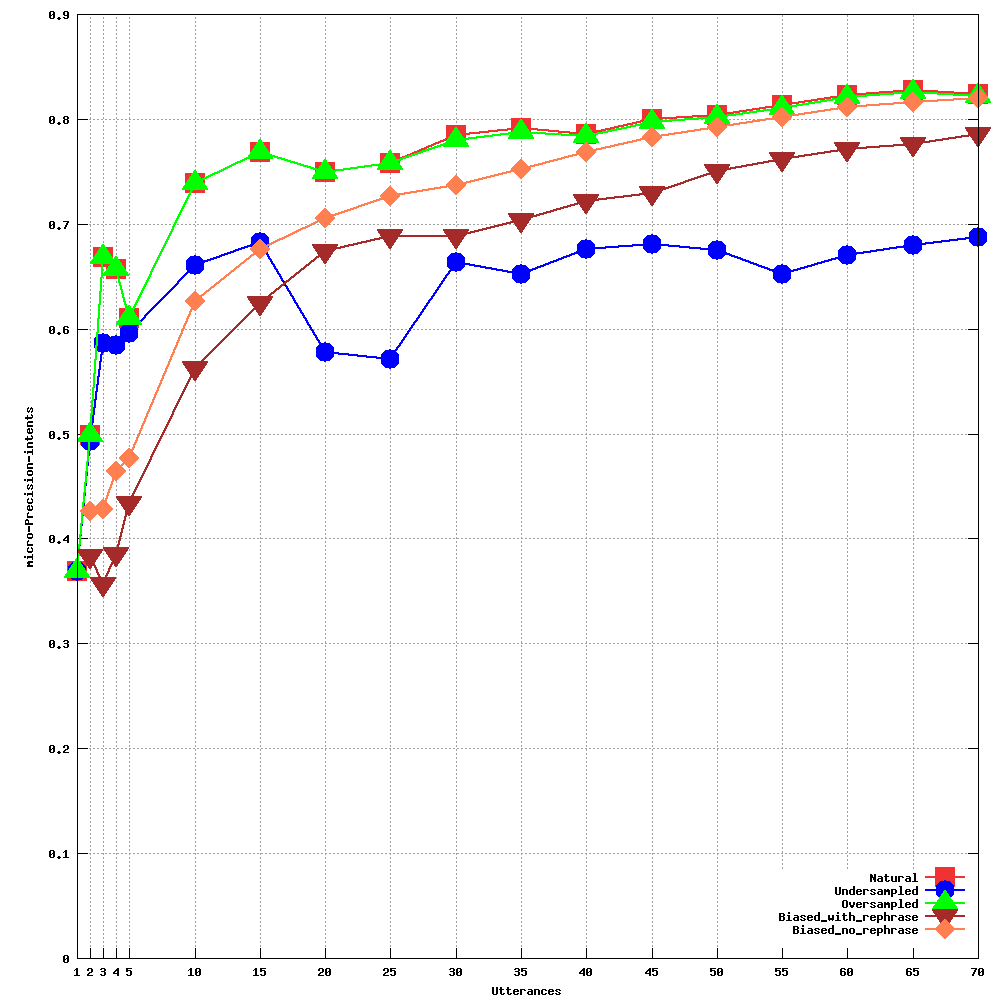 0.9
0.8
0.7
0.6
0.5
0.4
0.3
0.2
0.1
0
micro-Precision-intents
Natural
Undersampled
Oversampled
Biased_with_rephrase
Biased_no_rephrase
1 2 3 4 5 10 15 20 25 30 35 40 45 50 55 60 65 70
Utterances